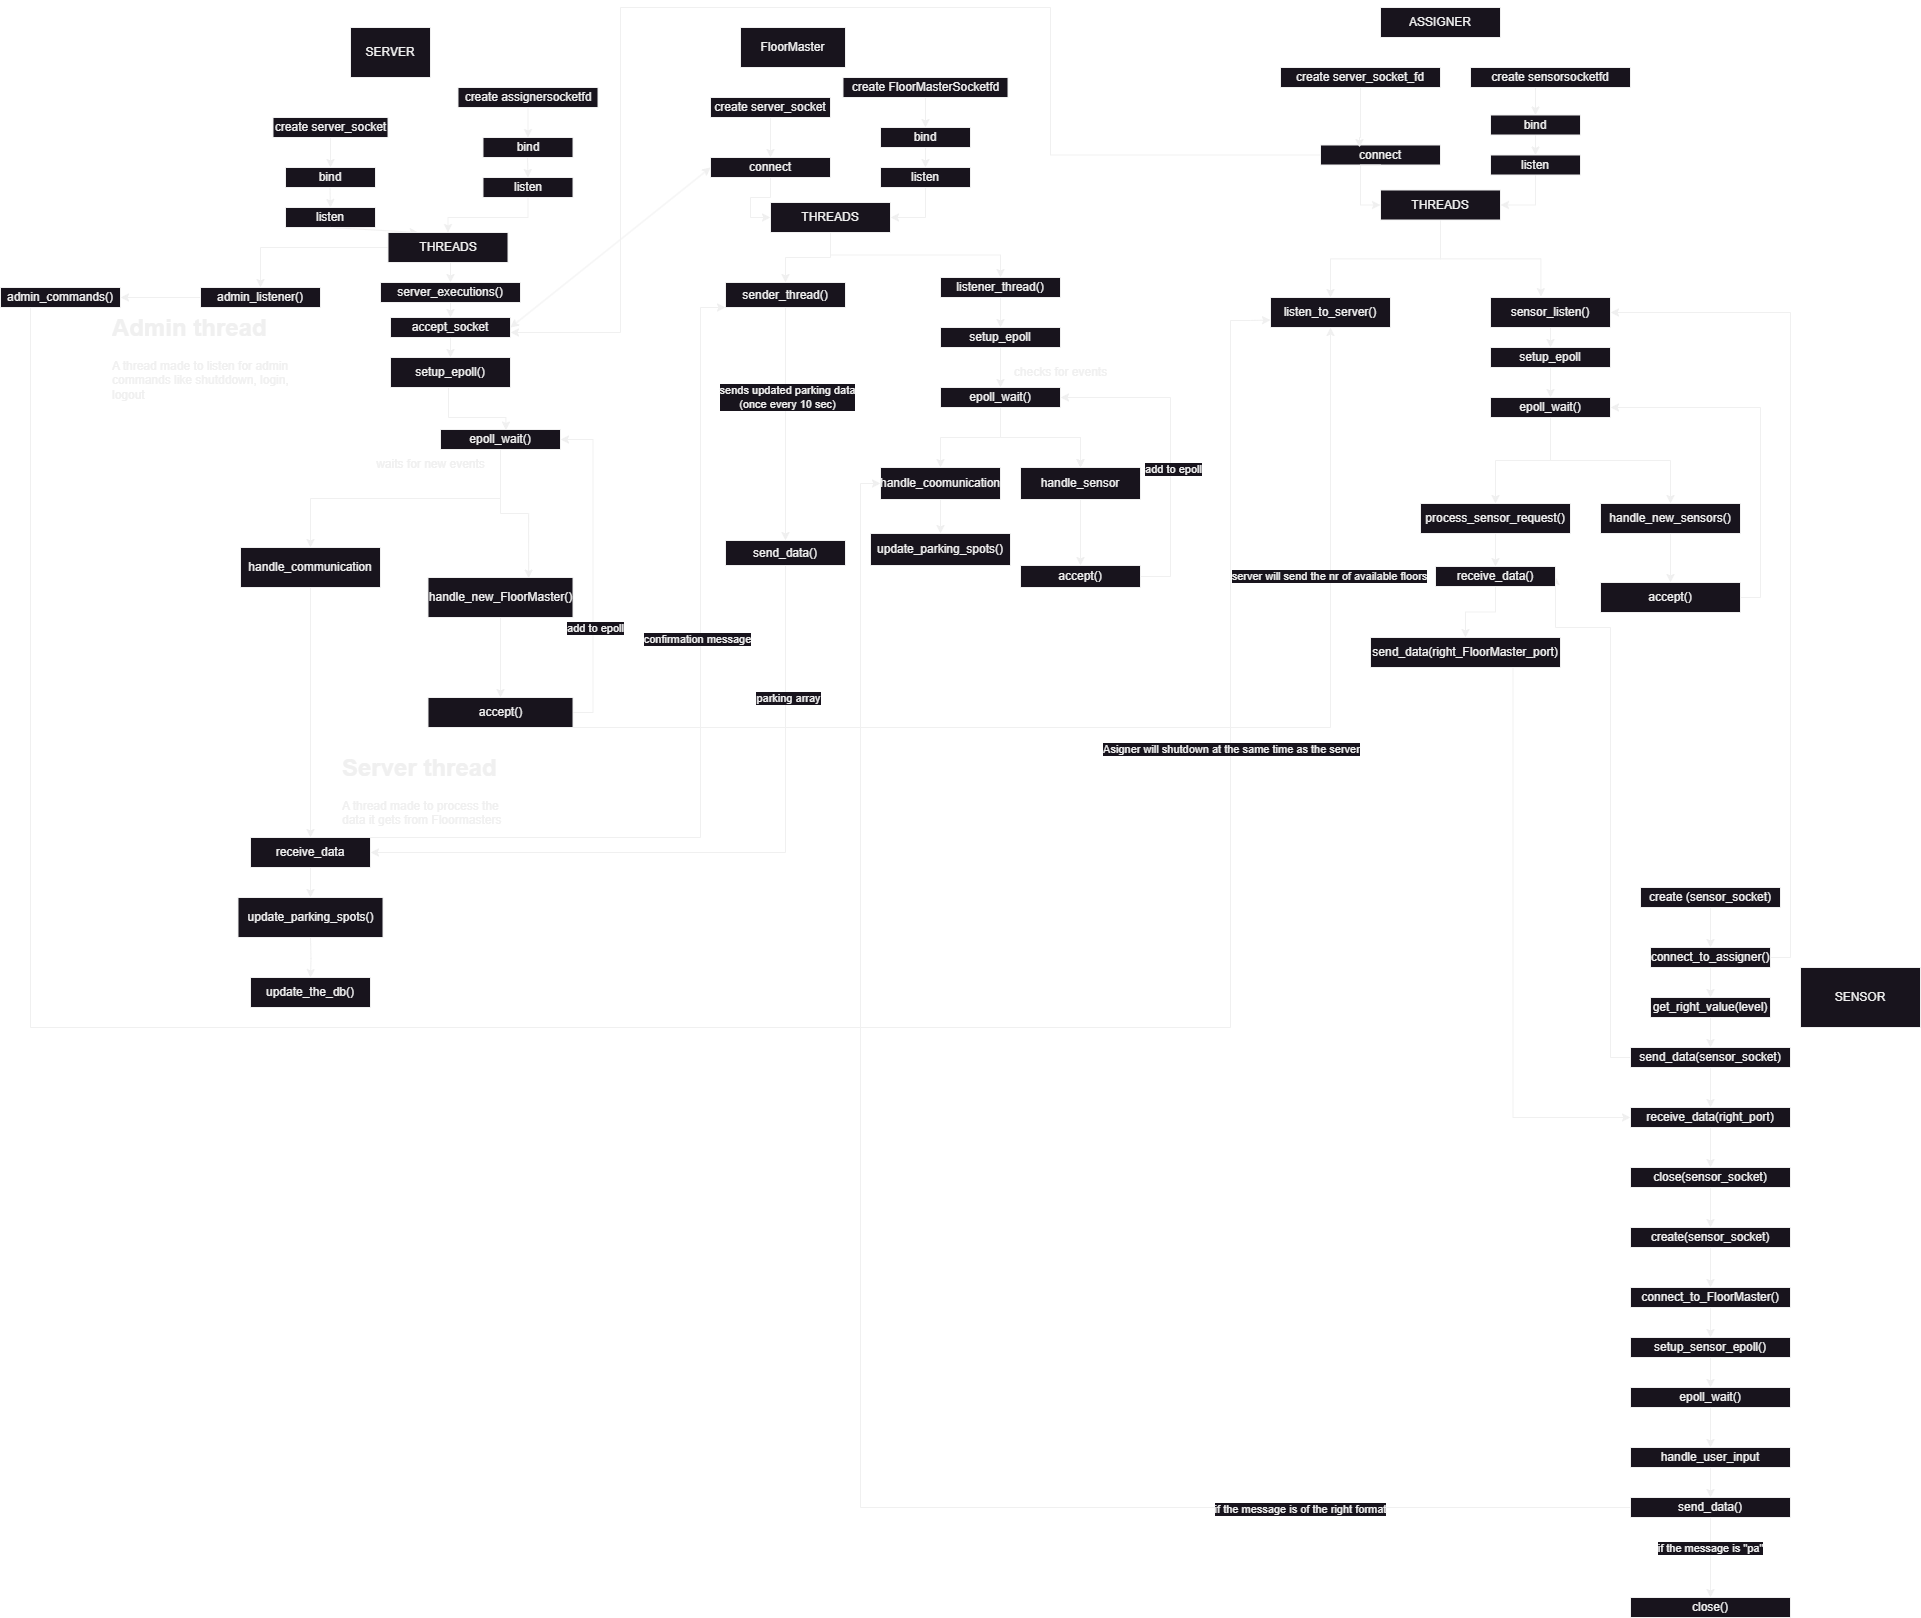 SERVER
create assignersocketfd
create server_socket
bind
bind
listen
listen
THREADS
admin_commands()
admin_listener()
server_executions()
Admin thread
accept_socket
A thread made to listen for admin
commands like shutddown, login,
logout
setup_epoll()
epoll_wait()
waits for new events
handle_communication
handle_new_FloorMaster()
add to epoll
accept()
Server thread
A thread made to process the
data if gets from Floormasters
receive_data
update_parking_spots()
update_the_db()
FloorMaster
create FloorMasterSocketfd
create server_socket
bind
connect
listen
THREADS
sender_thread()
listener_thread()
setup_epoll
checks for events
sends updated parking data
(once every 10 sec)
epoll_wait()
add to epoll
handle_coomunication
handle_sensor
send_data()
update_parking_spots()
accept()
confirmation message
parking array
ASSIGNER
create server_socket_fd
create sensorsocketfd
bind
connect
listen
THREADS
listen_to_server()
sensor_listen()
setup_epoll
epoll_wait()
process_sensor_request()
handle_new_sensors()
server will send the nr of available floors
receive_data()
accept()
send_data(right_FloorMaster_port)
Asigner will shutdown at the same time as the server
create (sensor_socket)
connect_to_assigner()
SENSOR
get_right_value(level)
send_data(sensor_socket)
receive_data(right_port)
close(sensor_socket)
create(sensor_socket)
connect_to_FloorMaster()
setup_sensor_epoll()
epoll_wait()
handle_user_input
send_data()
if the message is of the right format
if the message is "pa"
close()